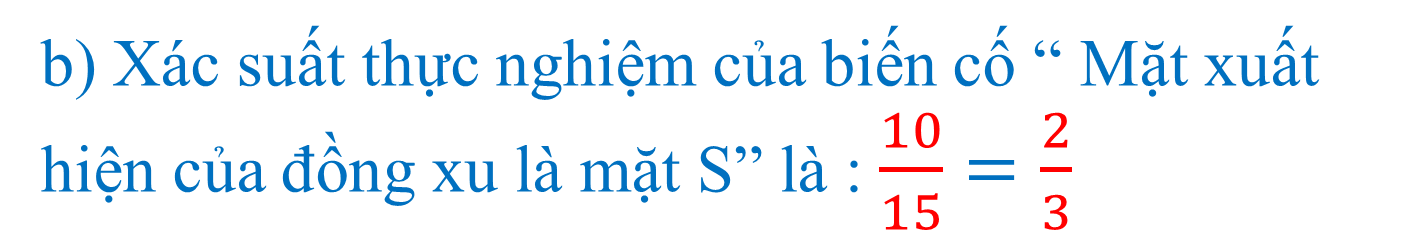 b) Xác suất thực nghiệm của biến cố “ Mặt xuất
hiện của đồng xu là mặt S” là : 10/15 = 2/3